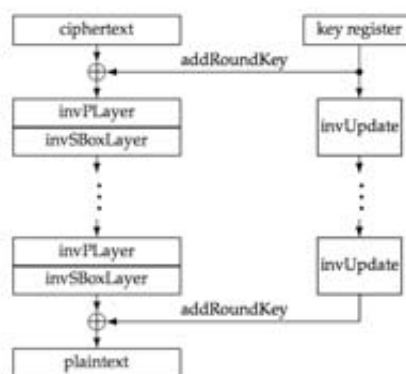 ciphertext
key register
addRoundKey
invPLayer
invSBoxLayer
invUpdate
invPLayer
invSBoxLayer
invUpdate
addRoundKey
plaintext